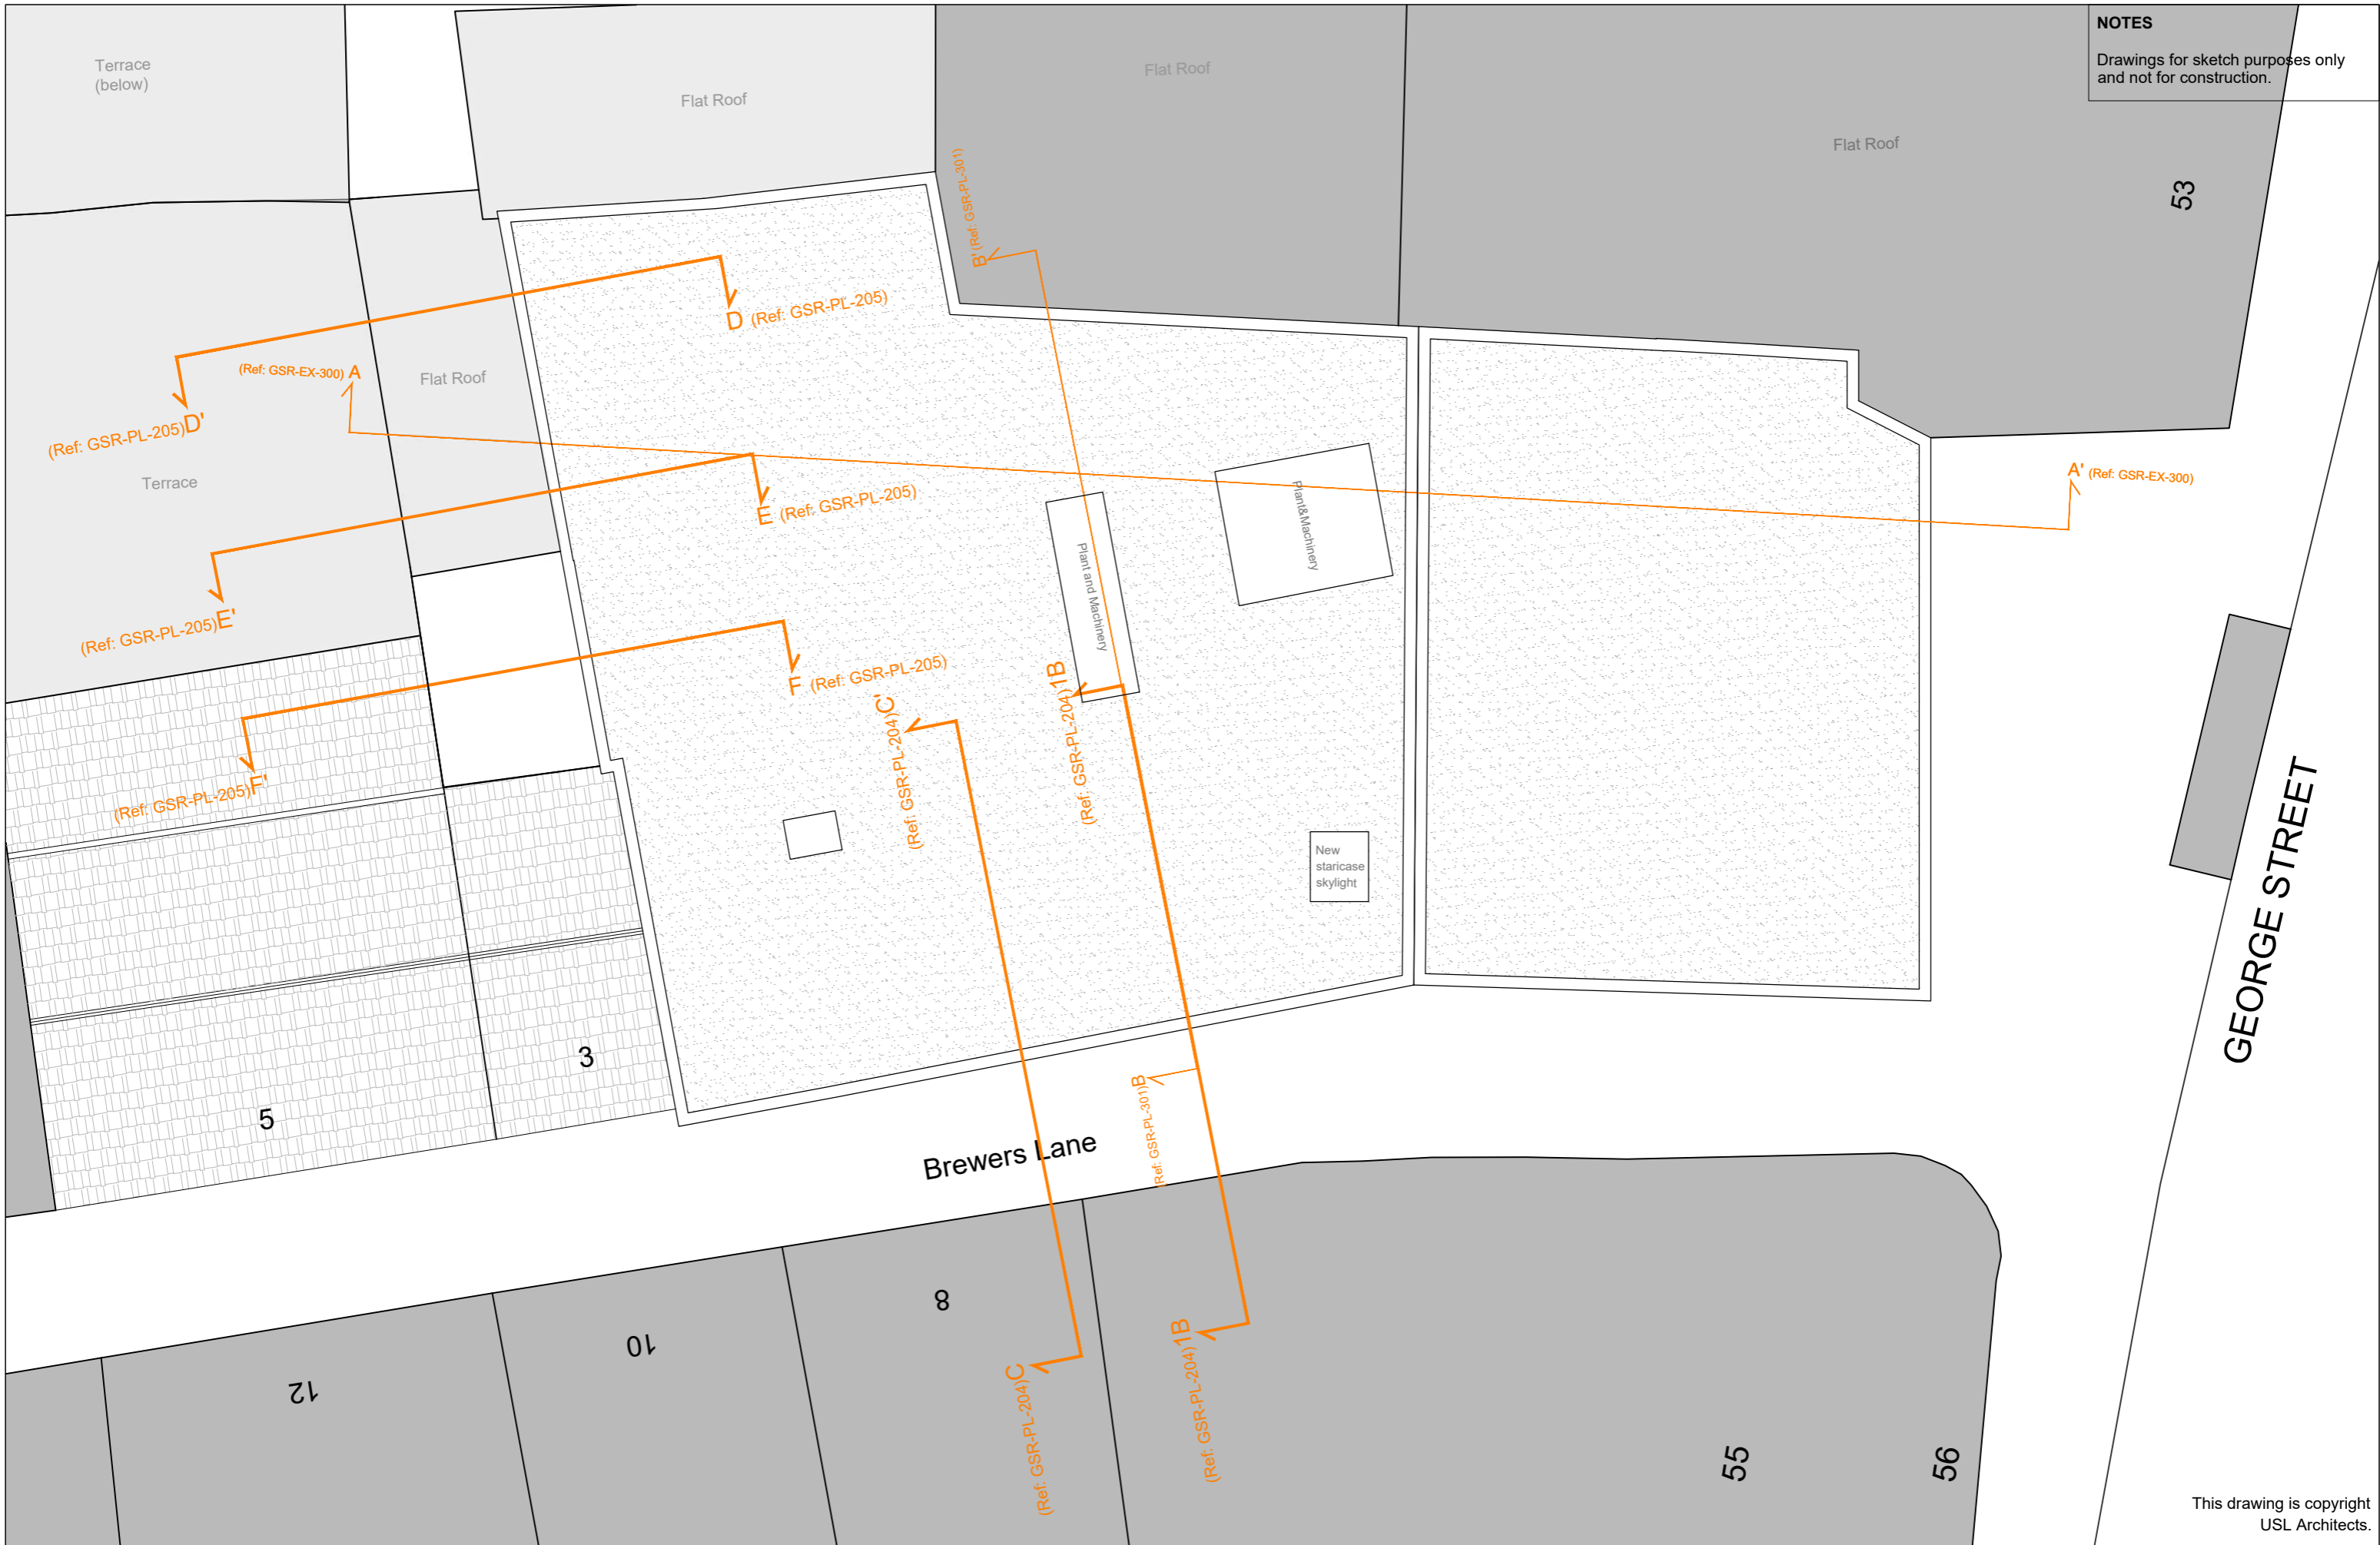 NOTES
Drawings for sketch purposes only
and not for construction.
Terrace
(below)
Flat Roof
Flat Roof
Flat Roof
53
B' (Ref: GSR-PL-301)
D (Ref: GSR-PL-205)
(Ref: GSR-EX-300) A
Flat Roof
(Ref: GSR-PL-205) D'
Terrace
A' (Ref: GSR-EX-300)
E (Ref: GSR-PL-205)
Plant&Machinery
Plant and Machinery
(Ref: GSR-PL-205) E'
F (Ref: GSR-PL-205)
(Ref: GSR-PL-204) C'
(Ref: GSR-PL-204) 1B
(Ref: GSR-PL-205) F'
New
staricase
skylight
GEORGE STREET
3
5
(Ref: GSR-PL-301) B
Brewers Lane
8
10
12
(Ref: GSR-PL-204) C
(Ref: GSR-PL-204) 1B
55
56
This drawing is copyright
USL Architects.